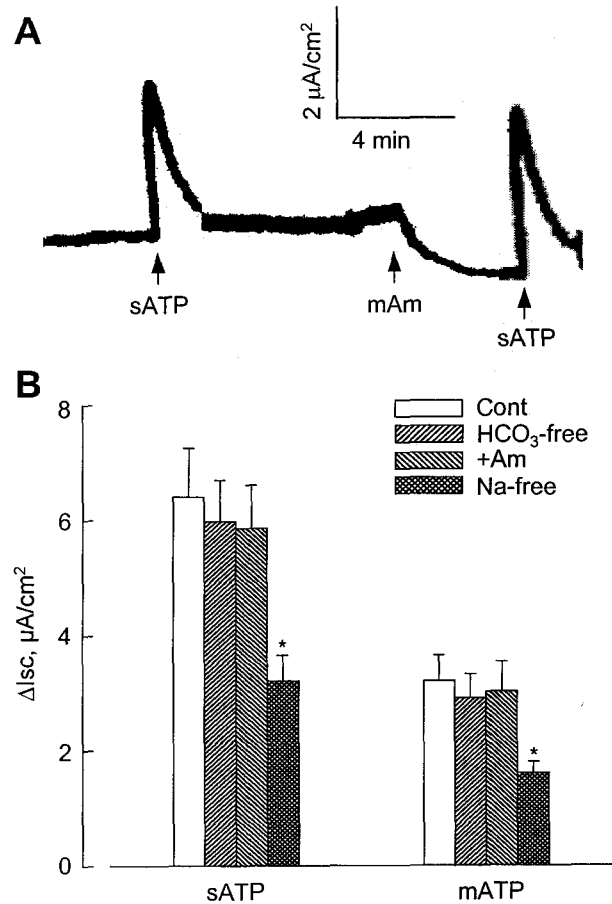 A
2 μA/cm²
4 min
sATP
mAm
sATP
B
Cont
HCO₃-free
+Am
Na-free
ΔIsc, μA/cm²
8
6
4
2
0
*
*
sATP
mATP